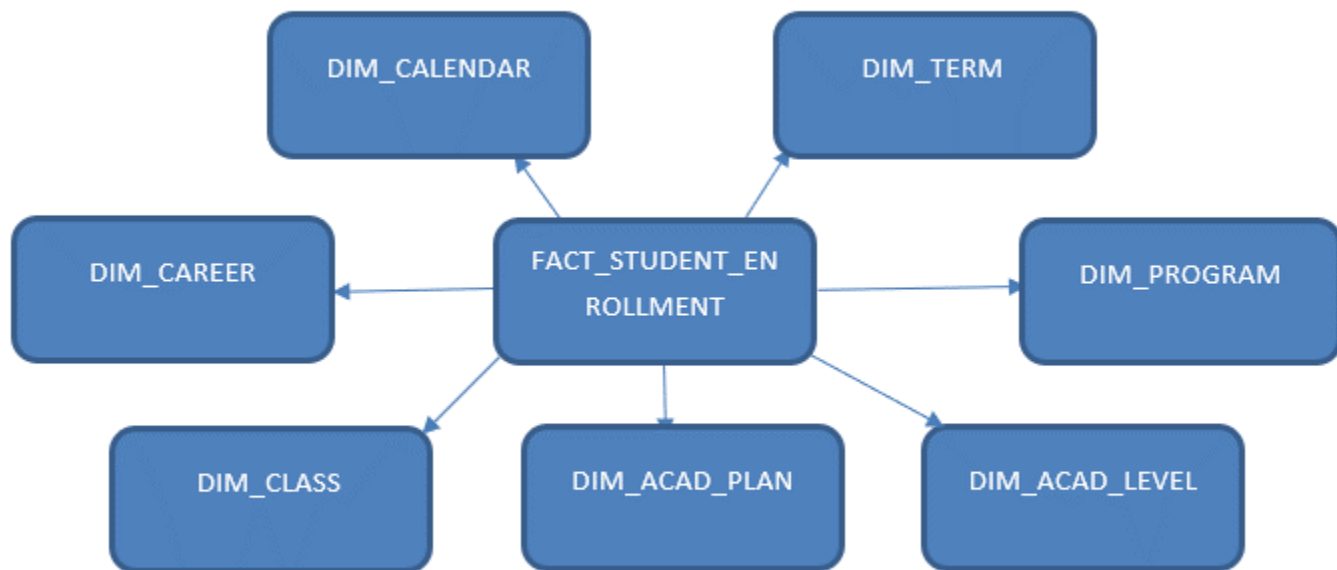 DIM_CALENDAR
DIM_TERM
DIM_CAREER
FACT_STUDENT_EN
ROLLMENT
DIM_PROGRAM
DIM_CLASS
DIM_ACAD_PLAN
DIM_ACAD_LEVEL